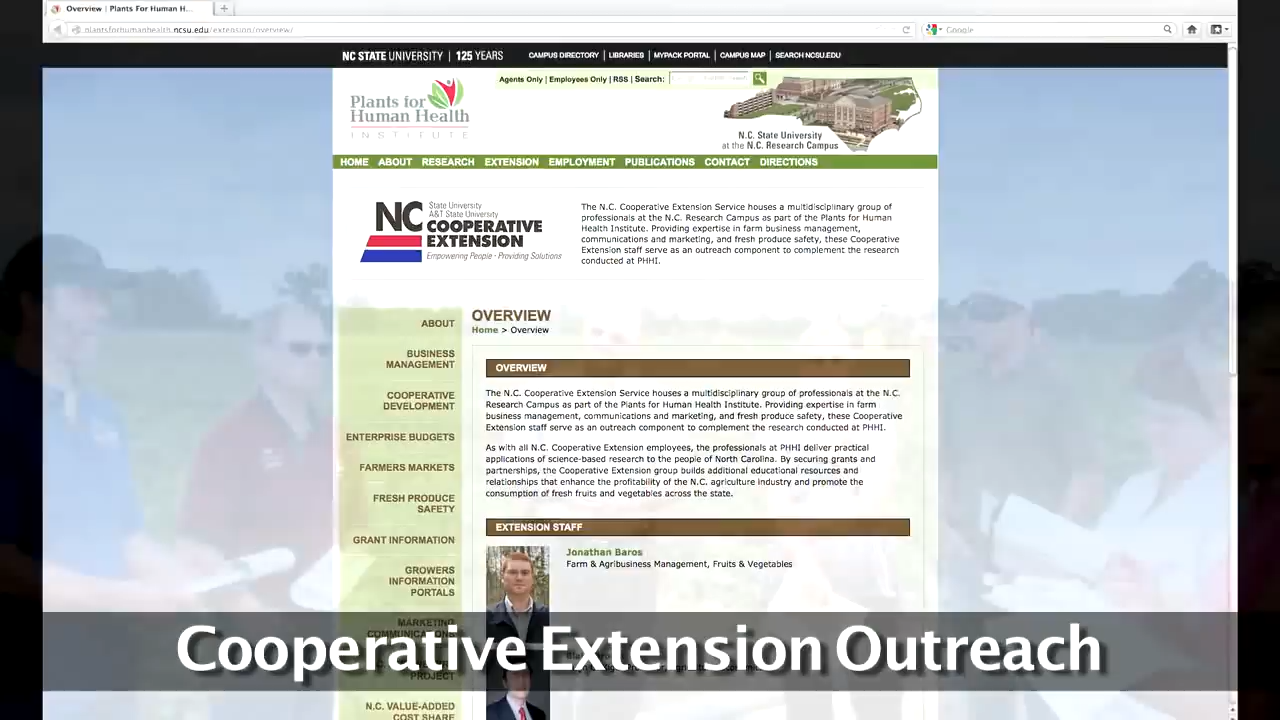 Overview | Plants For Human H...
plantsforhumanhealth.ncsu.edu/extension/overview/
Google
NC STATE UNIVERSITY | 125 YEARS
CAMPUS DIRECTORY | LIBRARIES | MYPACK PORTAL | CAMPUS MAP | SEARCH NCSU.EDU
Agents Only | Employees Only | RSS | Search:
Plants for
Human Health
INSTITUTE
N.C. State University
at the N.C. Research Campus
HOME ABOUT RESEARCH EXTENSION EMPLOYMENT PUBLICATIONS CONTACT DIRECTIONS
NC State University
A&T State University
COOPERATIVE
EXTENSION
Empowering People · Providing Solutions
The N.C. Cooperative Extension Service houses a multidisciplinary group of
professionals at the N.C. Research Campus as part of the Plants for Human
Health Institute. Providing expertise in farm business management,
communications and marketing, and fresh produce safety, these Cooperative
Extension staff serve as an outreach component to complement the research
conducted at PHHI.
ABOUT
BUSINESS
MANAGEMENT
COOPERATIVE
DEVELOPMENT
ENTERPRISE BUDGETS
FARMERS MARKETS
FRESH PRODUCE
SAFETY
GRANT INFORMATION
GROWERS
INFORMATION
PORTALS
MARKETING
COMMUNICATIONS
PROJECT
N.C. VALUE-ADDED
COST SHARE
OVERVIEW
Home > Overview
OVERVIEW
The N.C. Cooperative Extension Service houses a multidisciplinary group of professionals at the N.C.
Research Campus as part of the Plants for Human Health Institute. Providing expertise in farm
business management, communications and marketing, and fresh produce safety, these Cooperative
Extension staff serve as an outreach component to complement the research conducted at PHHI.
As with all N.C. Cooperative Extension employees, the professionals at PHHI deliver practical
applications of science-based research to the people of North Carolina. By securing grants and
partnerships, the Cooperative Extension group builds additional educational resources and
relationships that enhance the profitability of the N.C. agriculture industry and promote the
consumption of fresh fruits and vegetables across the state.
EXTENSION STAFF
Jonathan Baros
Farm & Agribusiness Management, Fruits & Vegetables
Cooperative Extension Outreach